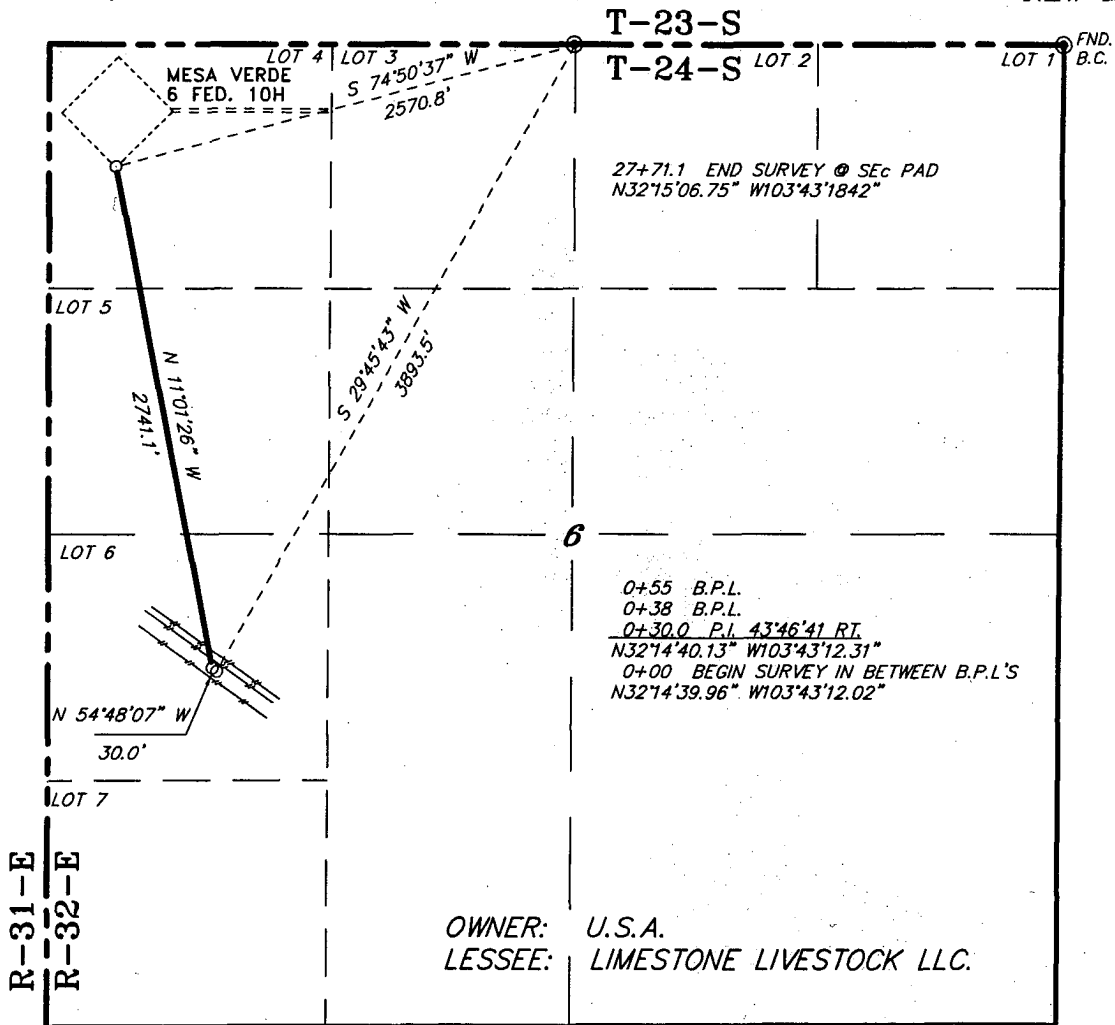 T-23-S
T-24-S
LOT 4
LOT 3
LOT 2
LOT 1
FND.
B.C.
MESA VERDE
6 FED. 10H
S 74°50'37" W
2570.8'
27+71.1 END SURVEY @ SEc PAD
N32°15'06.75" W103°43'1842"
LOT 5
S 29°45'43" W
3893.5'
N 11°01'26" W
2741.1'
LOT 6
6
0+55 B.P.L.
0+38 B.P.L.
0+30.0 P.I. 43°46'41 RT.
N32°14'40.13" W103°43'12.31"
0+00 BEGIN SURVEY IN BETWEEN B.P.L'S
N32°14'39.96" W103°43'12.02"
N 54°48'07" W
30.0'
LOT 7
R-31-E
R-32-E
OWNER: U.S.A.
LESSEE: LIMESTONE LIVESTOCK LLC.